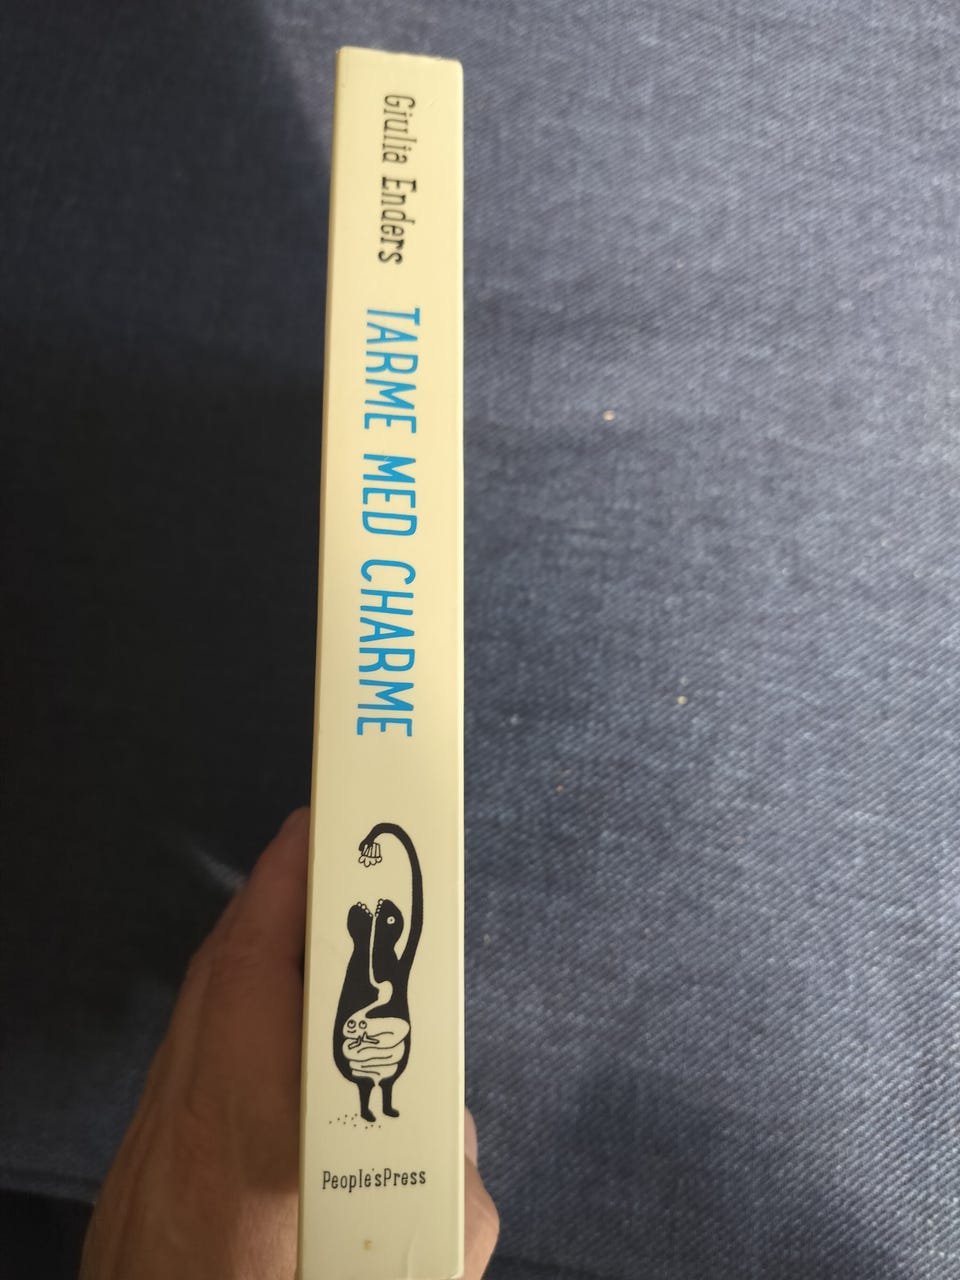 Giulia Enders
TARME MED CHARME
People'sPress